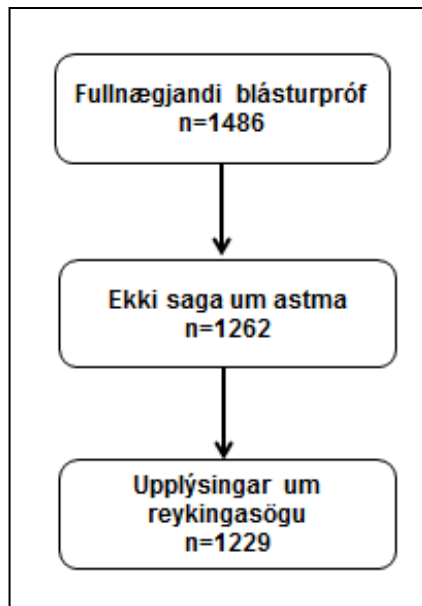 Fullnægjandi blásturpróf
n=1486
Ekki saga um astma
n=1262
Upplýsingar um
reykingasögu
n=1229